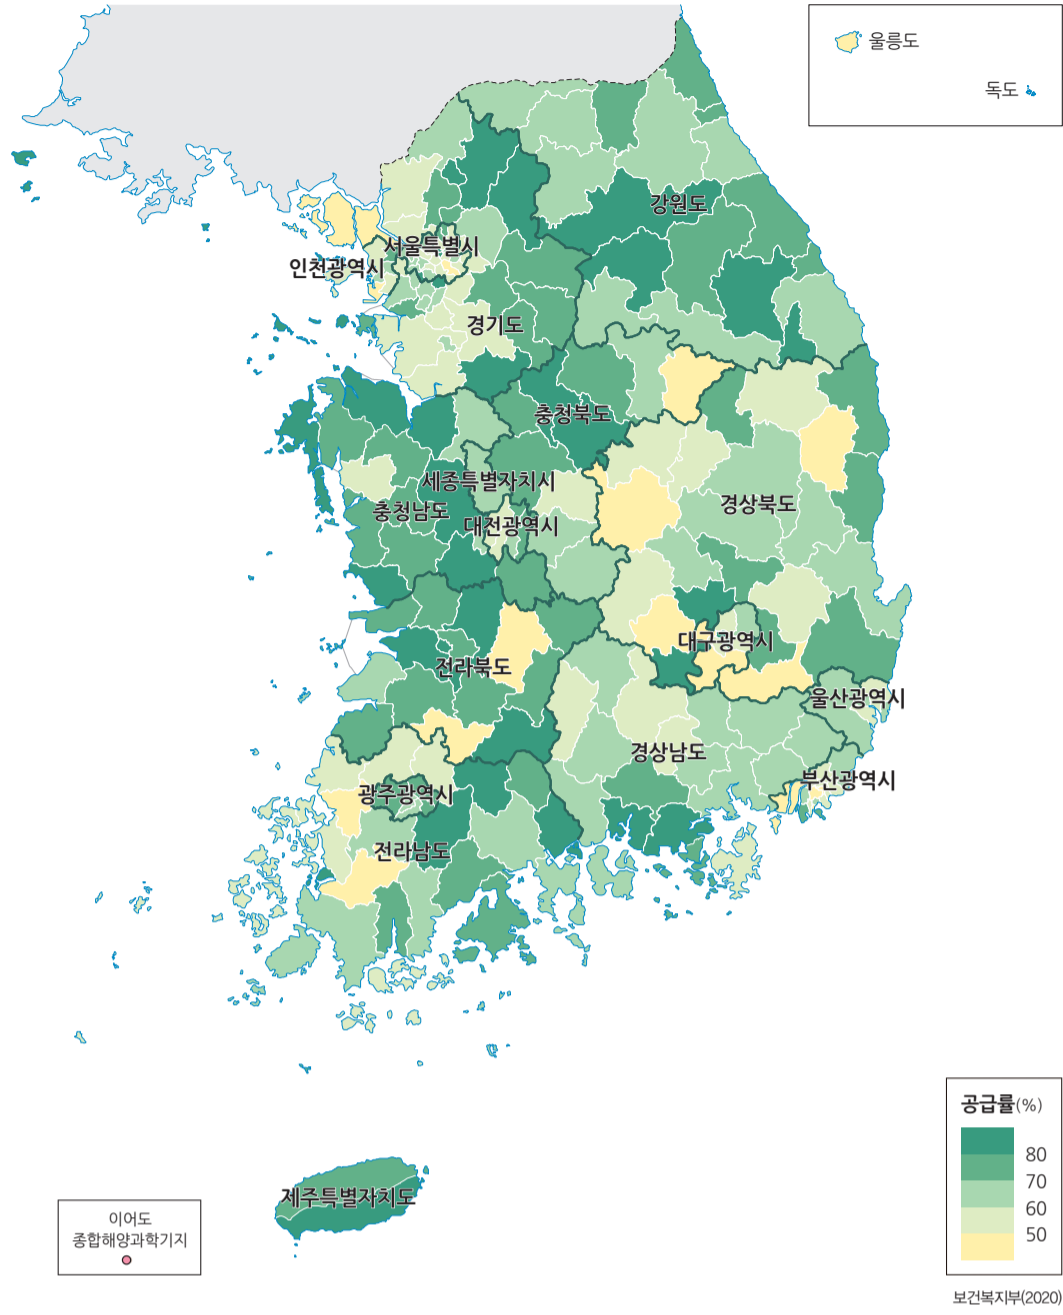 울릉도
독도
강원도
서울특별시
인천광역시
경기도
충청북도
세종특별자치시
충청남도
대전광역시
경상북도
대구광역시
전라북도
울산광역시
경상남도
부산광역시
광주광역시
전라남도
제주특별자치도
이어도
종합해양과학기지
공급률(%)
80
70
60
50
보건복지부(2020)